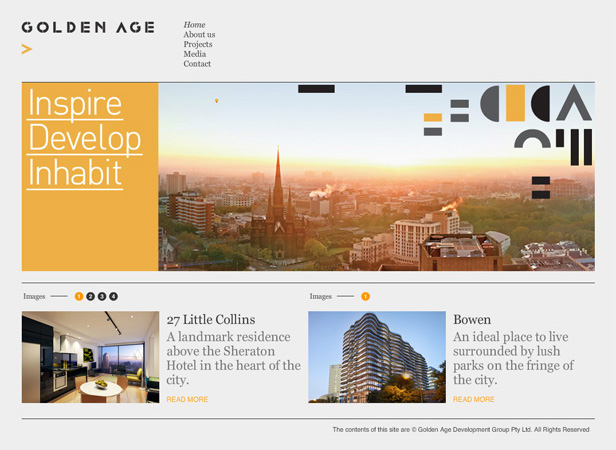 GOLDEN AGE
Home
About us
Projects
Media
Contact
Inspire
Develop
Inhabit
Images
1 2 3 4
Images
1
27 Little Collins
A landmark residence
above the Sheraton
Hotel in the heart of the
city.
READ MORE
Bowen
An ideal place to live
surrounded by lush
parks on the fringe of
the city.
READ MORE
The contents of this site are © Golden Age Development Group Pty Ltd. All Rights Reserved